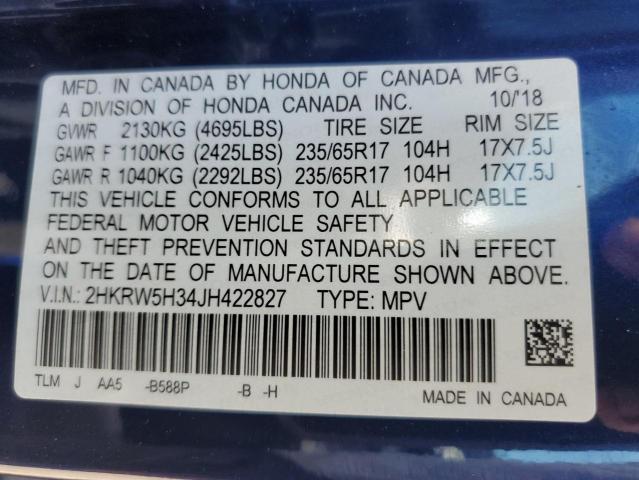 MFD. IN CANADA BY HONDA OF CANADA MFG.,
A DIVISION OF HONDA CANADA INC. 10/18
GVWR 2130KG (4695LBS) TIRE SIZE RIM SIZE
GAWR F 1100KG (2425LBS) 235/65R17 104H 17X7.5J
GAWR R 1040KG (2292LBS) 235/65R17 104H 17X7.5J
THIS VEHICLE CONFORMS TO ALL APPLICABLE
FEDERAL MOTOR VEHICLE SAFETY
AND THEFT PREVENTION STANDARDS IN EFFECT
ON THE DATE OF MANUFACTURE SHOWN ABOVE.
V.I.N.: 2HKRW5H34JH422827 TYPE: MPV
TLM J AA5 -B588P -B -H
MADE IN CANADA